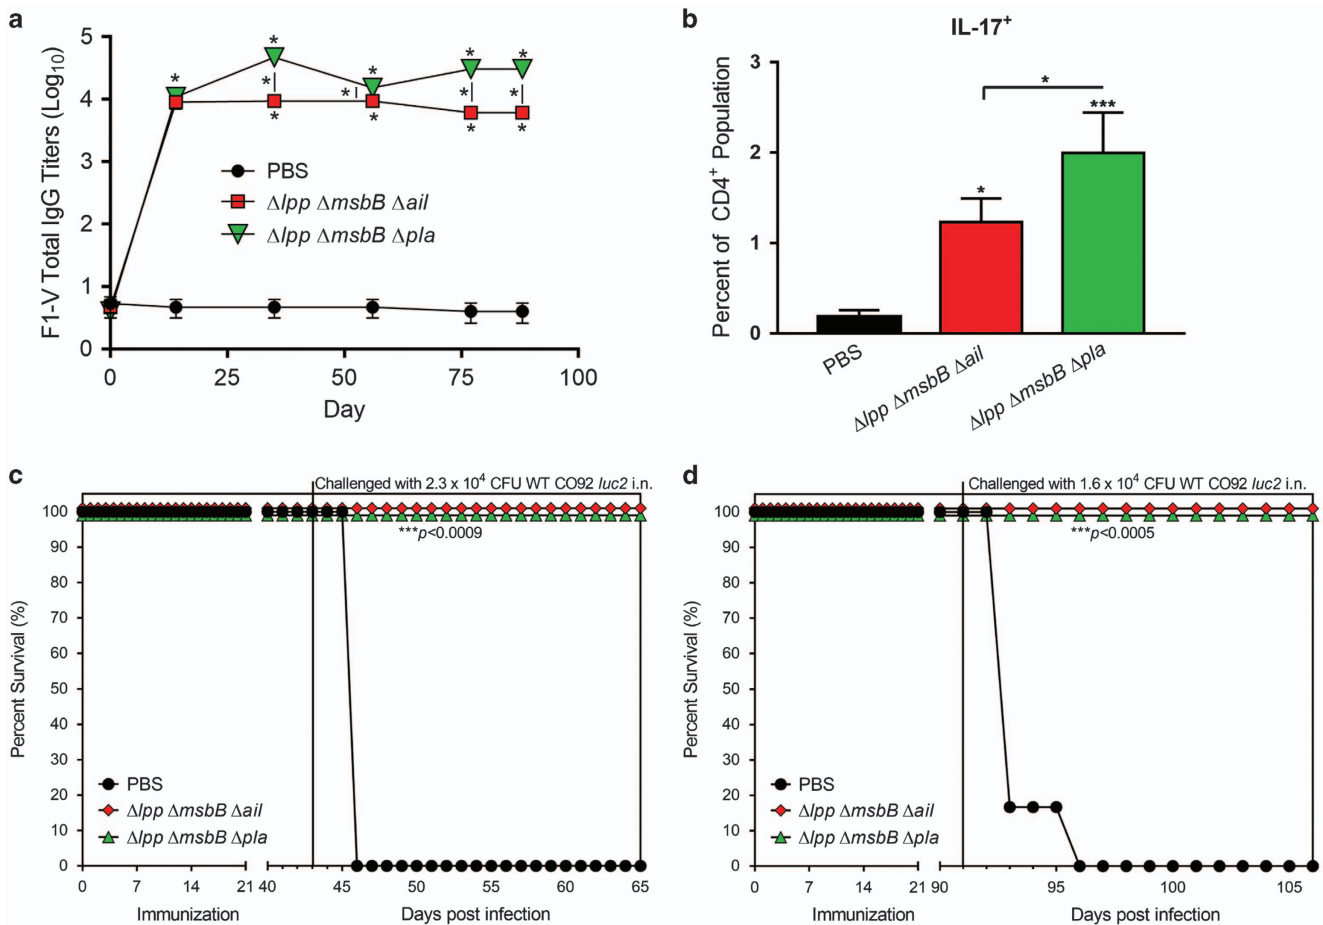 a
F1-V Total IgG Titers (Log10)
5
4
3
2
1
0
* * * * *
* * * *
* * * *
PBS
Δlpp ΔmsbB Δail
Δlpp ΔmsbB Δpla
0 25 50 75 100
Day
b
IL-17+
Percent of CD4+ Population
3
2
1
0
*
*
***
PBS
Δlpp ΔmsbB Δail
Δlpp ΔmsbB Δpla
c
Challenged with 2.3 x 10⁴ CFU WT CO92 luc2 i.n.
***p<0.0009
Percent Survival (%)
100
90
80
70
60
50
40
30
20
10
0
PBS
Δlpp ΔmsbB Δail
Δlpp ΔmsbB Δpla
0 7 14 21 40 45 50 55 60 65
Immunization Days post infection
d
Challenged with 1.6 x 10⁴ CFU WT CO92 luc2 i.n.
***p<0.0005
Percent Survival (%)
100
90
80
70
60
50
40
30
20
10
0
PBS
Δlpp ΔmsbB Δail
Δlpp ΔmsbB Δpla
0 7 14 21 90 95 100 105
Immunization Days post infection